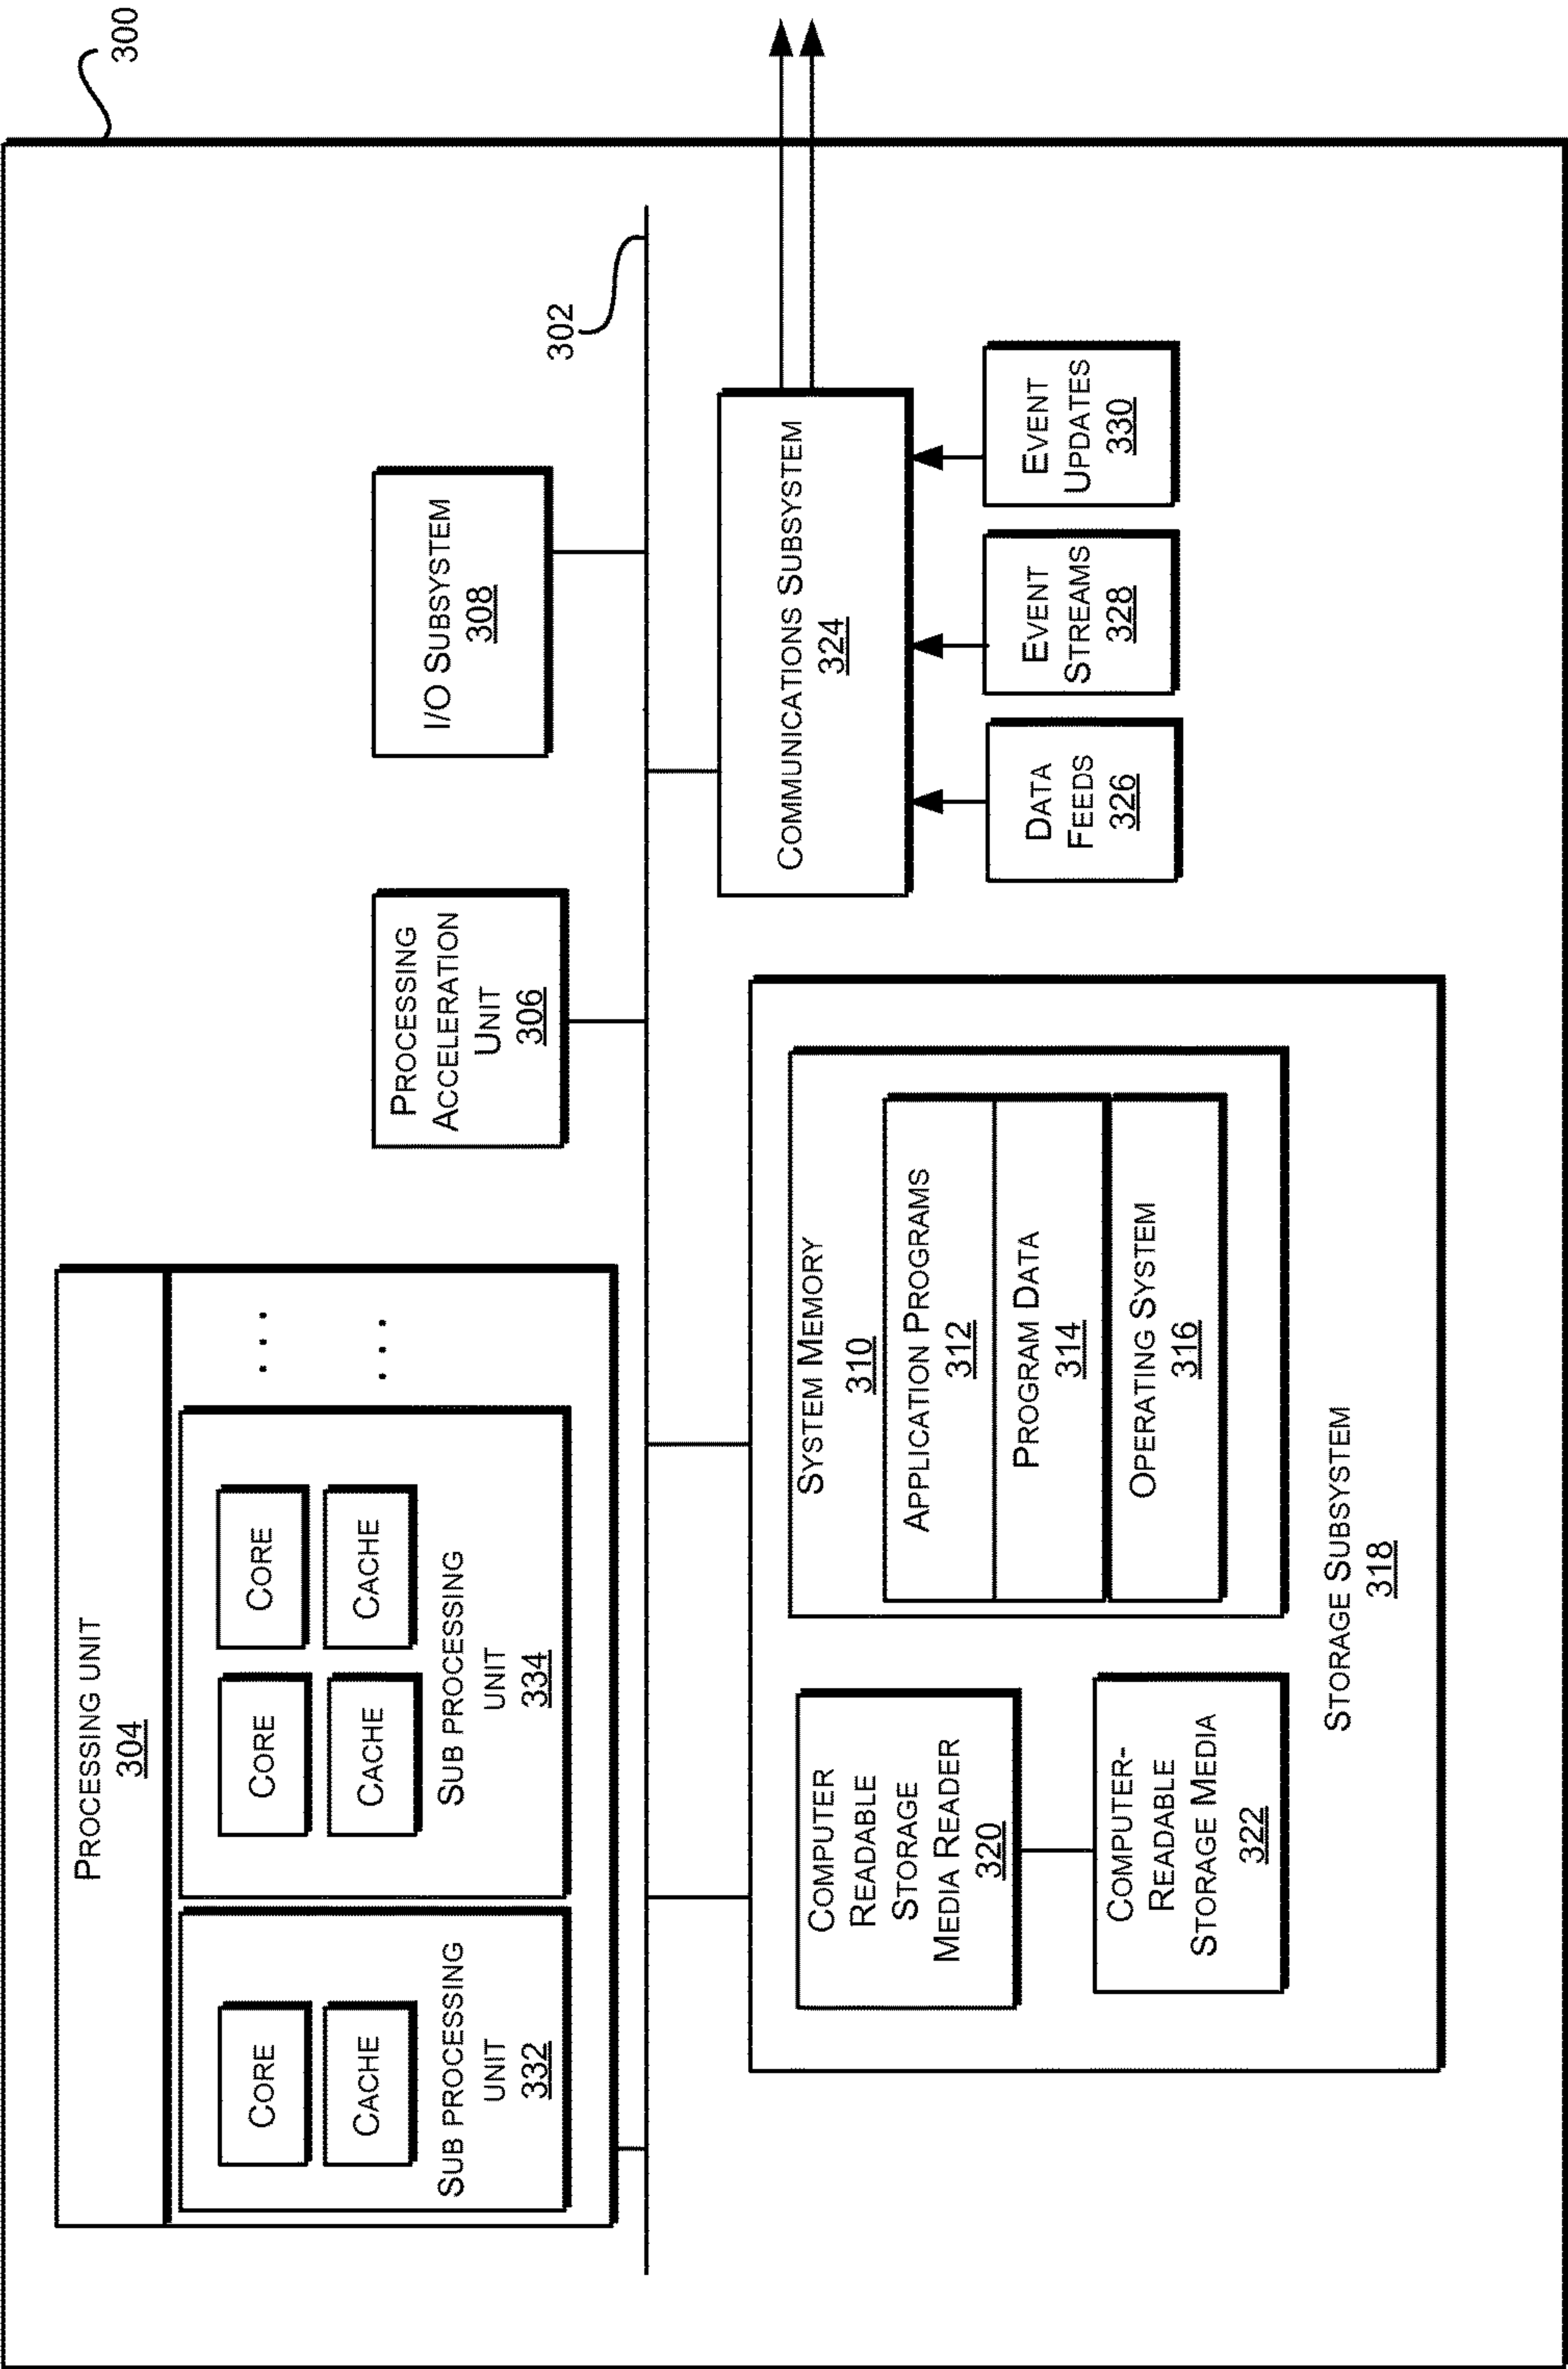 300
PROCESSING UNIT
304
CORE
CACHE
SUB PROCESSING
UNIT
332
CORE
CORE
CACHE
CACHE
SUB PROCESSING
UNIT
334
. . .
. . .
PROCESSING
ACCELERATION
UNIT
306
I/O SUBSYSTEM
308
302
COMPUTER
READABLE
STORAGE
MEDIA READER
320
COMPUTER-
READABLE
STORAGE MEDIA
322
SYSTEM MEMORY
310
APPLICATION PROGRAMS
312
PROGRAM DATA
314
OPERATING SYSTEM
316
STORAGE SUBSYSTEM
318
COMMUNICATIONS SUBSYSTEM
324
DATA
FEEDS
326
EVENT
STREAMS
328
EVENT
UPDATES
330